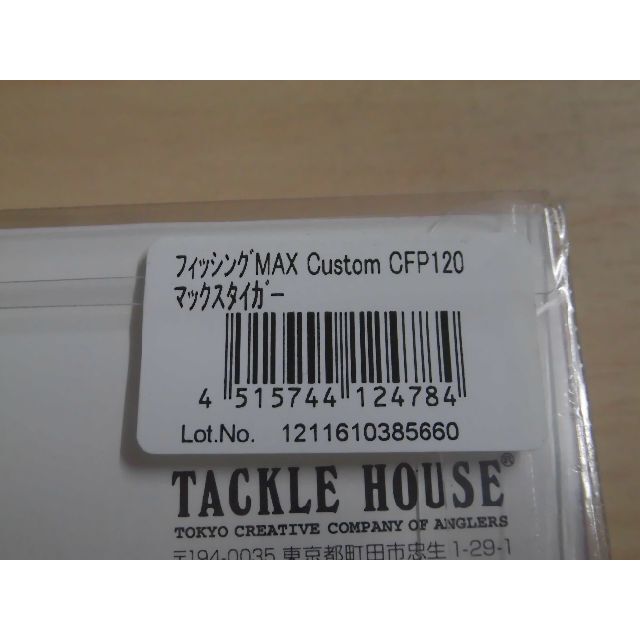 ﾌｨｯｼﾝｸﾞMAX Custom CFP120
ﾏｯｸｽﾀｲｶﾞｰ
4 515744 124784
Lot.No. 1211610385660
TACKLE HOUSE®
TOKYO CREATIVE COMPANY OF ANGLERS
〒194-0035 東京都町田市忠生1-29-1